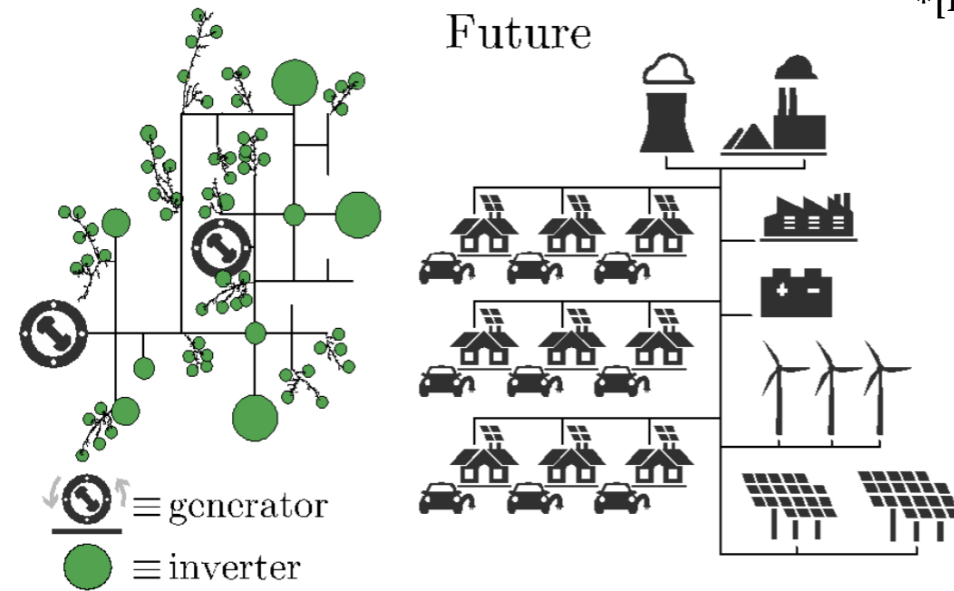 Future
≡ generator
≡ inverter